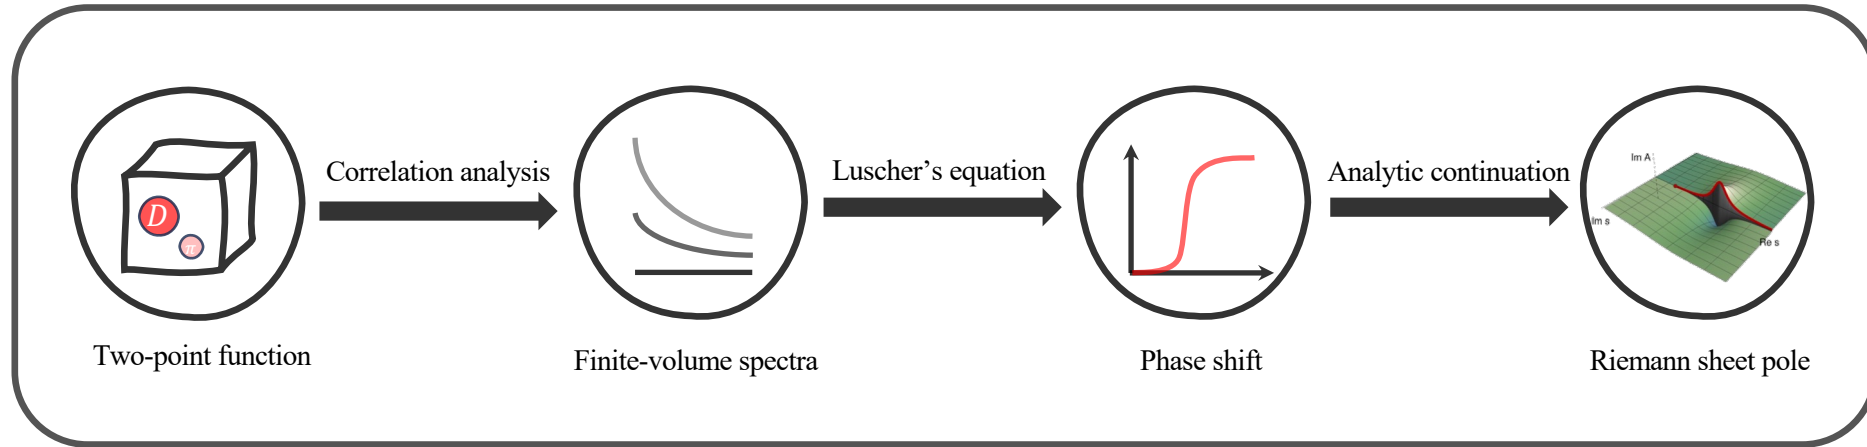 Correlation analysis
Luscher's equation
Analytic continuation
D
π
Im A
Im s
Re s
Two-point function
Finite-volume spectra
Phase shift
Riemann sheet pole